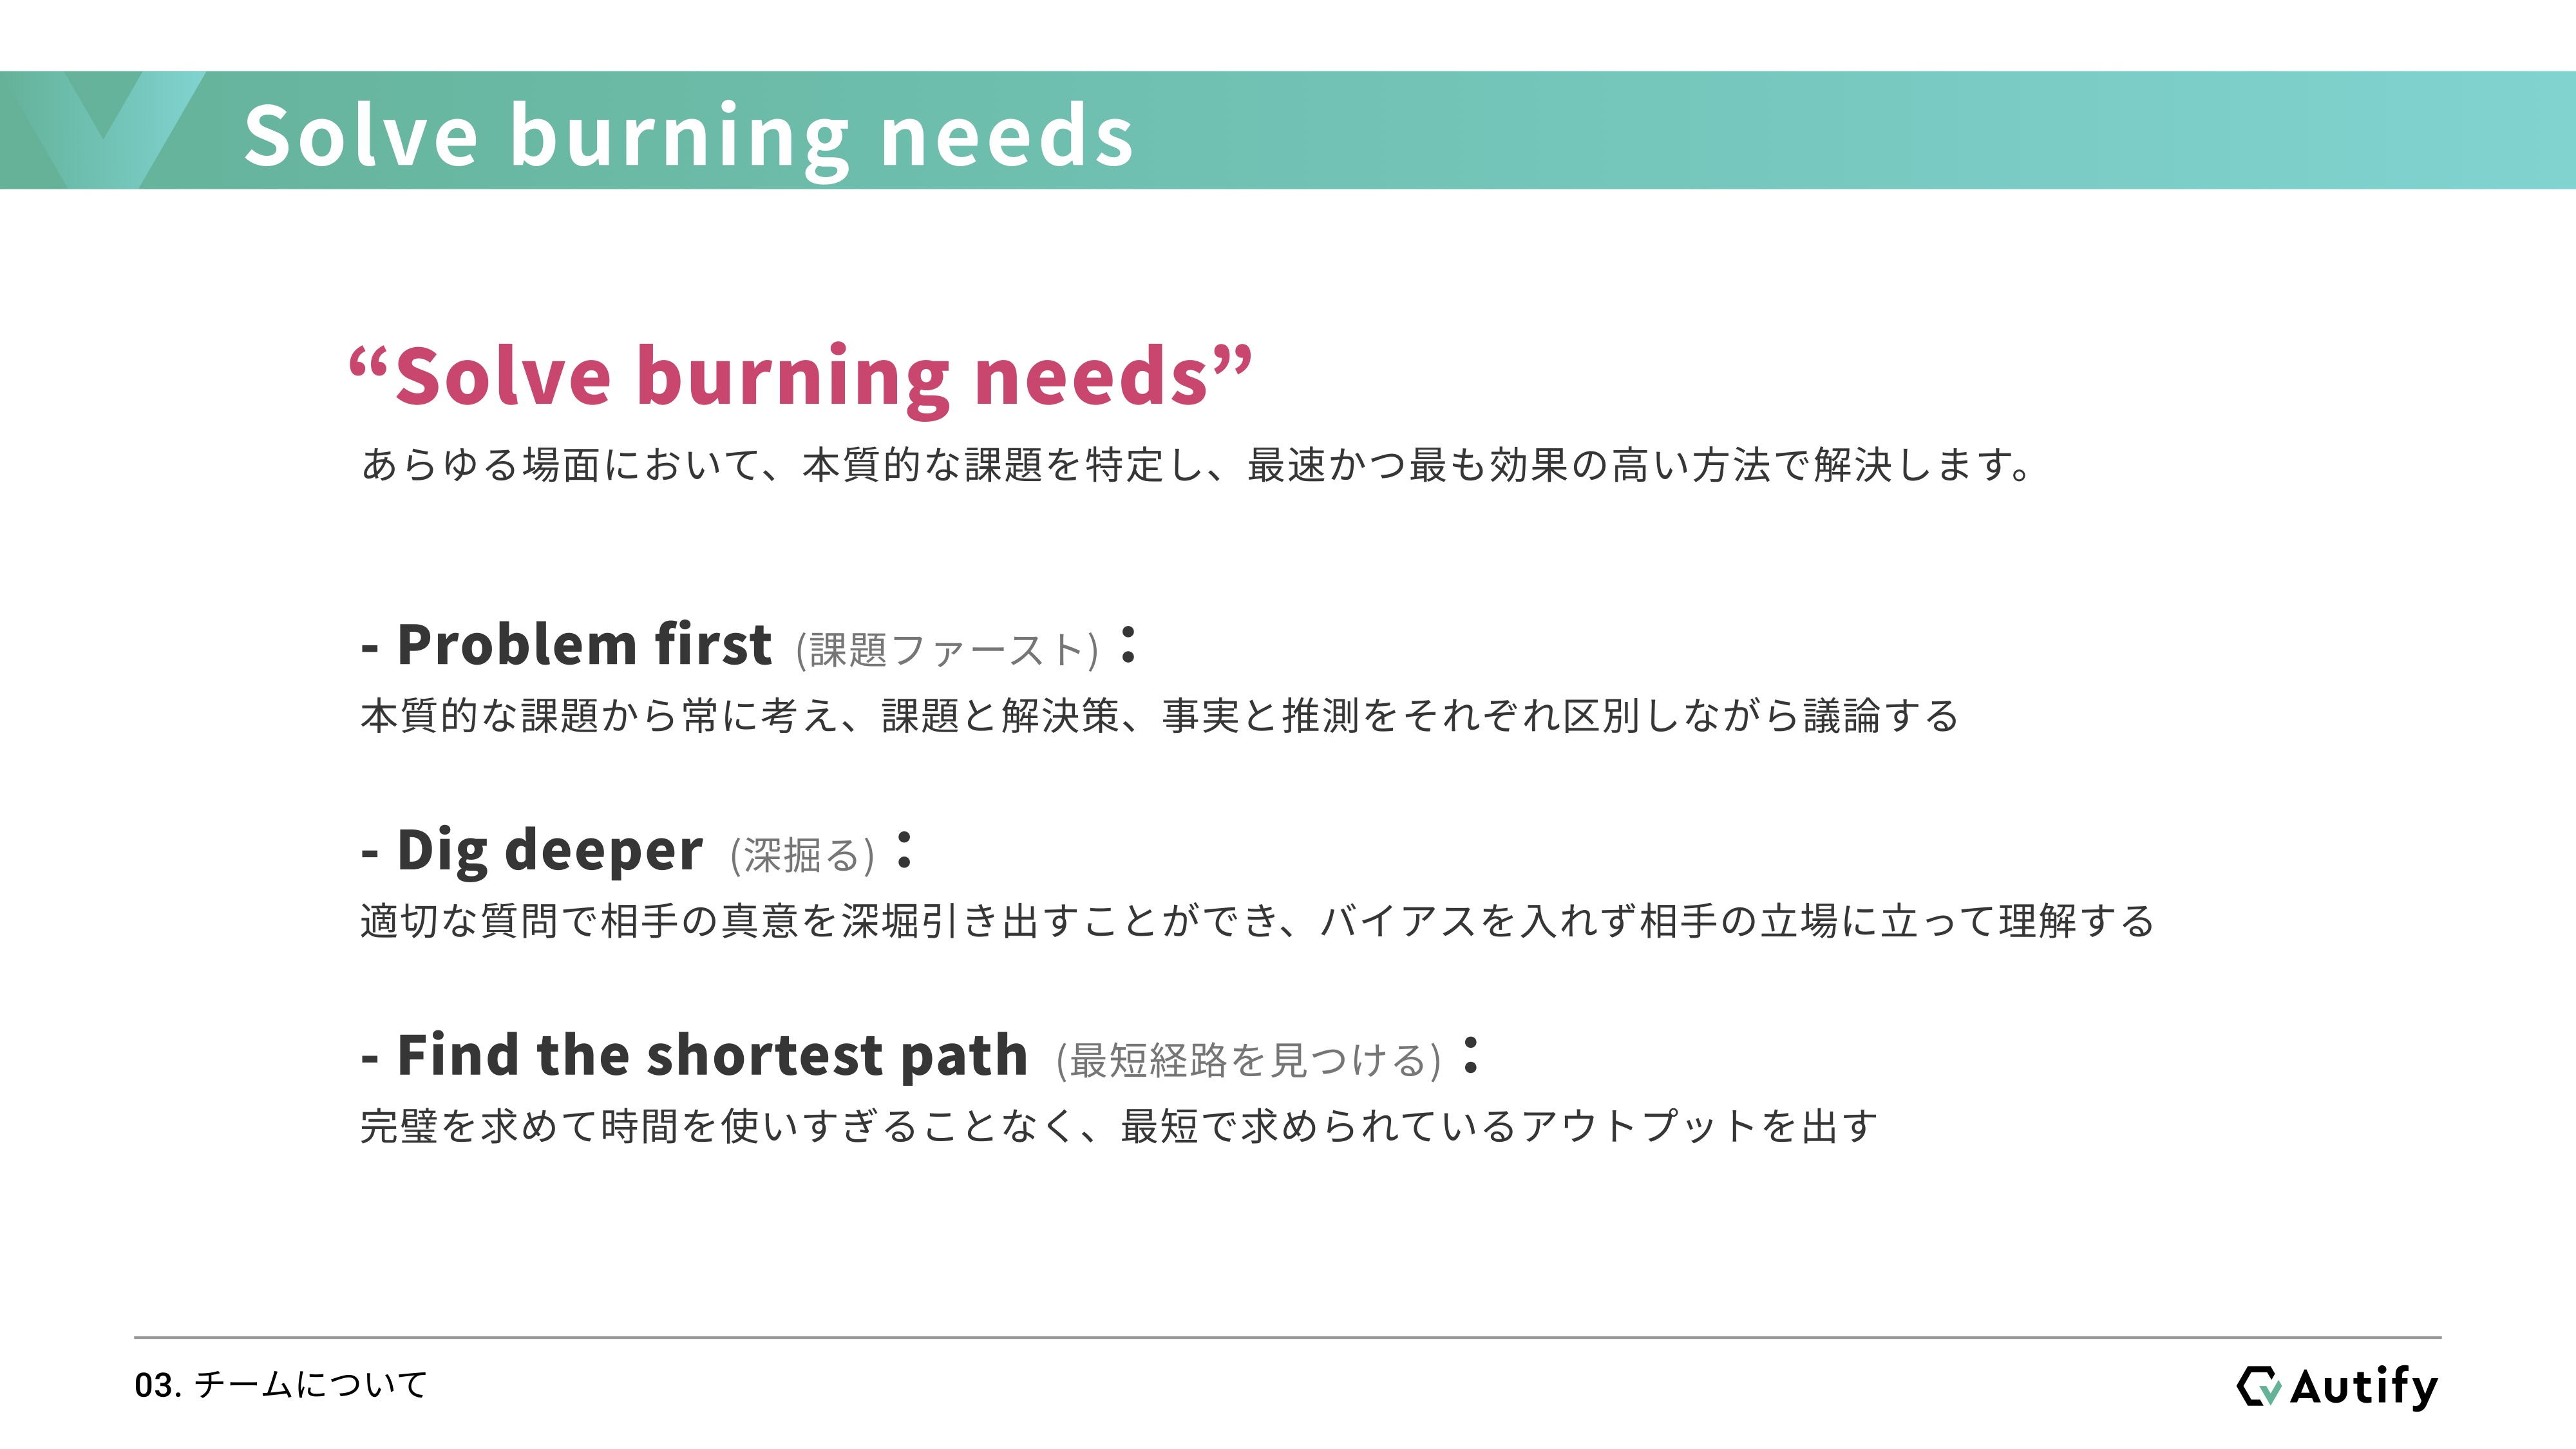 Solve burning needs
“Solve burning needs”
あらゆる場面において、本質的な課題を特定し、最速かつ最も効果の高い方法で解決します。
- Problem first (課題ファースト)：
本質的な課題から常に考え、課題と解決策、事実と推測をそれぞれ区別しながら議論する
- Dig deeper (深掘る)：
適切な質問で相手の真意を深堀引き出すことができ、バイアスを入れず相手の立場に立って理解する
- Find the shortest path (最短経路を見つける)：
完璧を求めて時間を使いすぎることなく、最短で求められているアウトプットを出す
03. チームについて
Autify